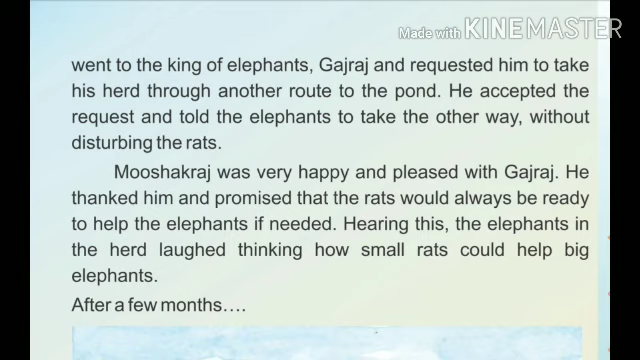 Made with KINEMASTER
went to the king of elephants, Gajraj and requested him to take
his herd through another route to the pond. He accepted the
request and told the elephants to take the other way, without
disturbing the rats.
Mooshakraj was very happy and pleased with Gajraj. He
thanked him and promised that the rats would always be ready
to help the elephants if needed. Hearing this, the elephants in
the herd laughed thinking how small rats could help big
elephants.
After a few months....